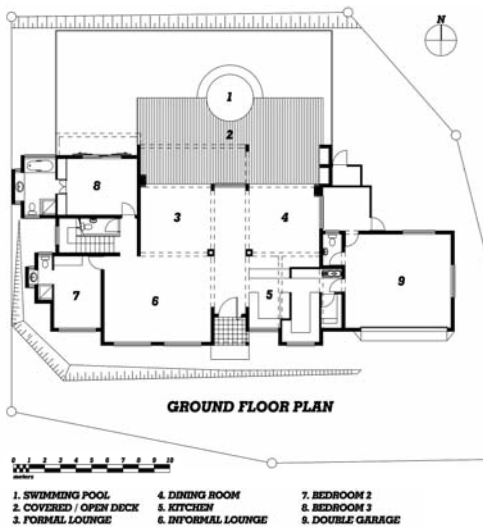 N
1
2
8
3
4
7
6
5
9
GROUND FLOOR PLAN
0 1 2 3 4 5 6 7 8 9 10
meters
1. SWIMMING POOL 4. DINING ROOM 7. BEDROOM 2
2. COVERED / OPEN DECK 5. KITCHEN 8. BEDROOM 3
3. FORMAL LOUNGE 6. INFORMAL LOUNGE 9. DOUBLE GARAGE